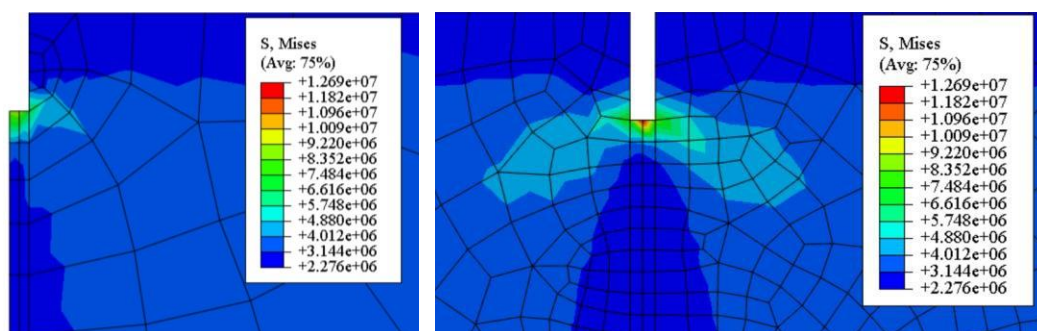 S, Mises
(Avg: 75%)
+1.269e+07
+1.182e+07
+1.096e+07
+1.009e+07
+9.220e+06
+8.352e+06
+7.484e+06
+6.616e+06
+5.748e+06
+4.880e+06
+4.012e+06
+3.144e+06
+2.276e+06
S, Mises
(Avg: 75%)
+1.269e+07
+1.182e+07
+1.096e+07
+1.009e+07
+9.220e+06
+8.352e+06
+7.484e+06
+6.616e+06
+5.748e+06
+4.880e+06
+4.012e+06
+3.144e+06
+2.276e+06